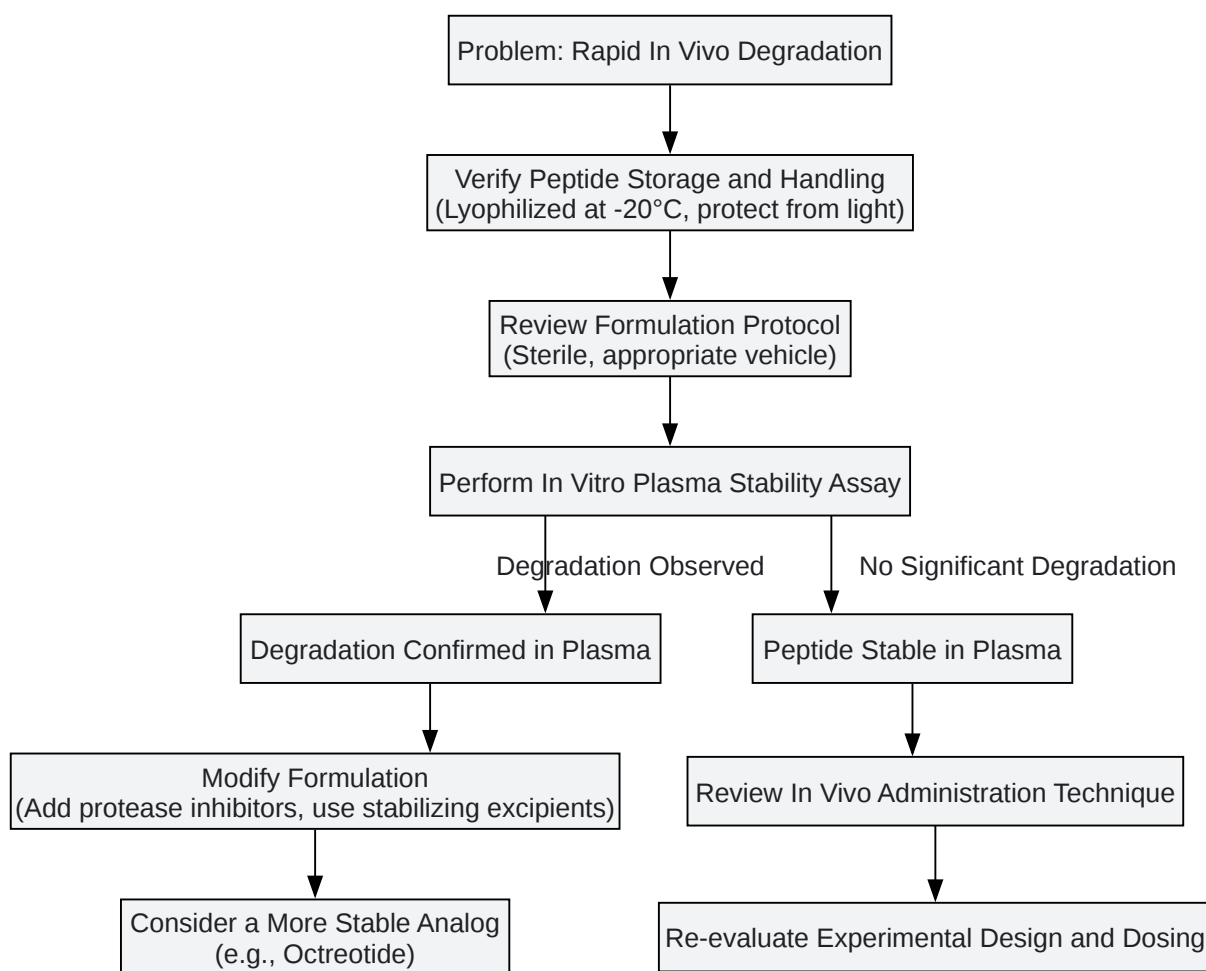 Problem: Rapid In Vivo Degradation
Verify Peptide Storage and Handling
(Lyophilized at -20°C, protect from light)
Review Formulation Protocol
(Sterile, appropriate vehicle)
Perform In Vitro Plasma Stability Assay
Degradation Observed
No Significant Degradation
Degradation Confirmed in Plasma
Peptide Stable in Plasma
Modify Formulation
(Add protease inhibitors, use stabilizing excipients)
Review In Vivo Administration Technique
Consider a More Stable Analog
(e.g., Octreotide)
Re-evaluate Experimental Design and Dosing